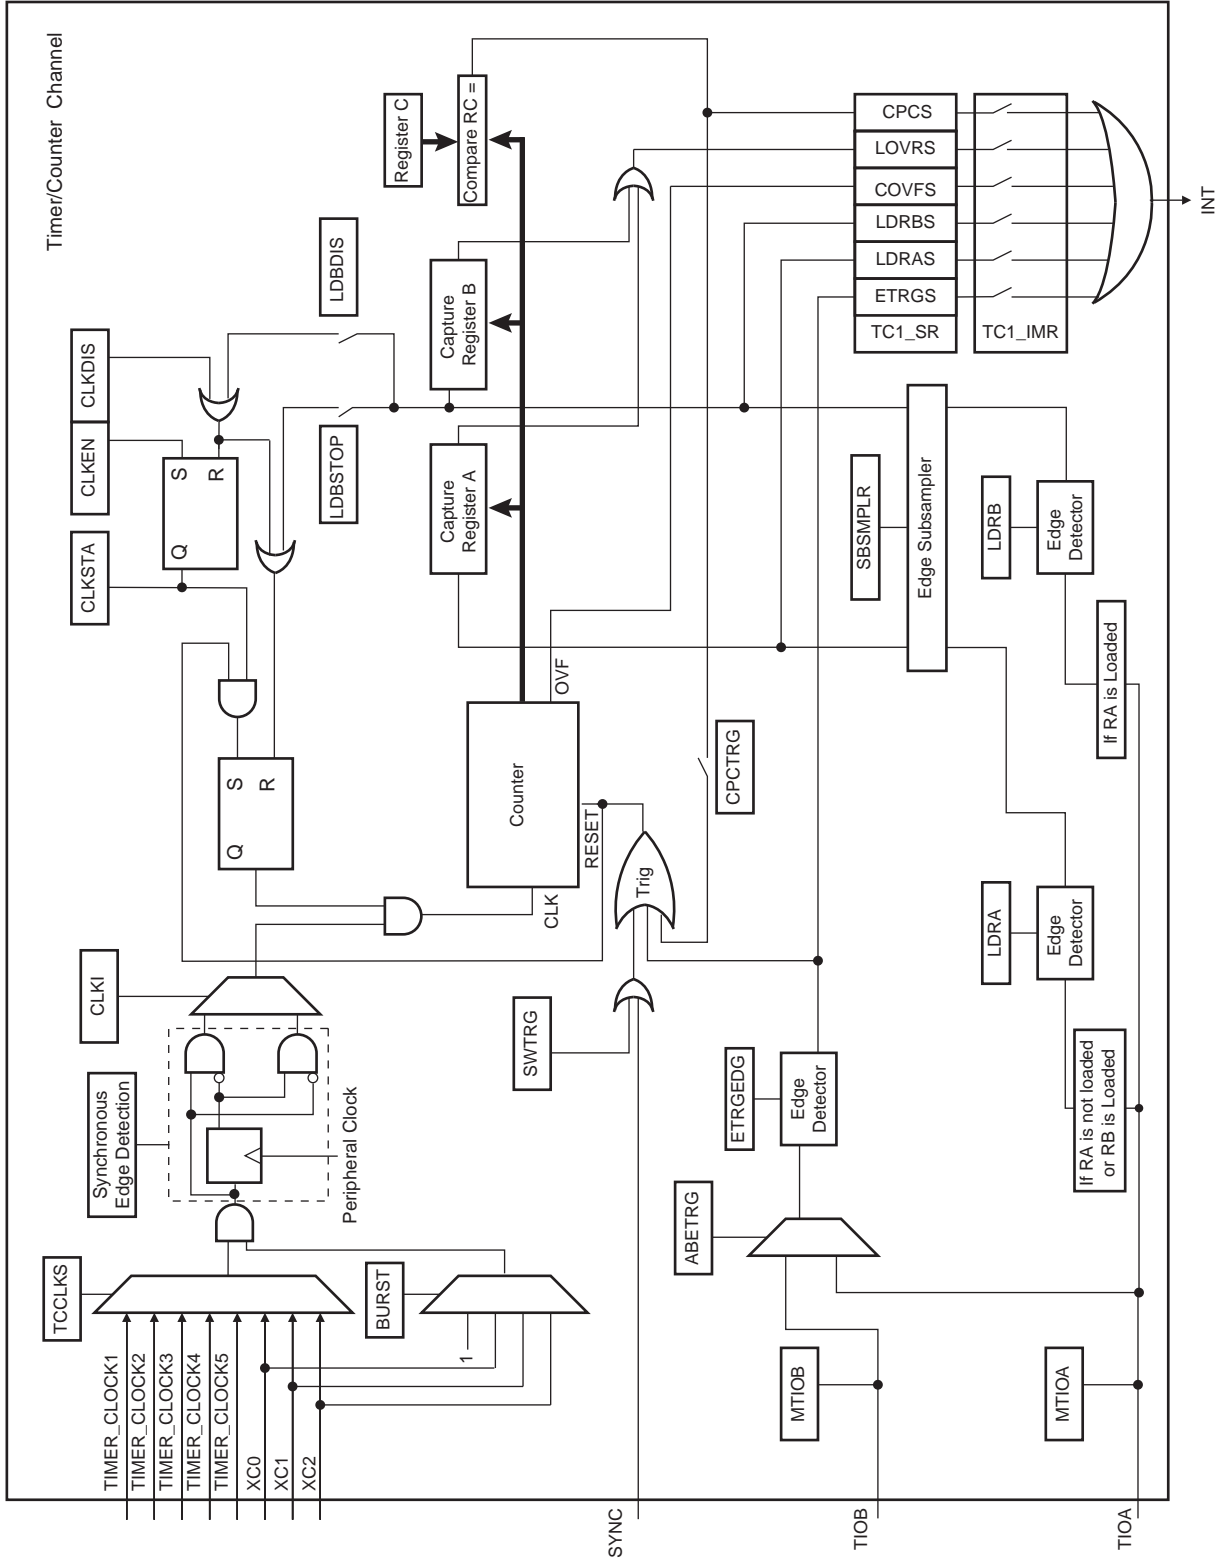 Timer/Counter Channel
TCCLKS
TIMER_CLOCK1
TIMER_CLOCK2
TIMER_CLOCK3
TIMER_CLOCK4
TIMER_CLOCK5
XC0
XC1
XC2
Synchronous
Edge Detection
CLKI
CLKSTA
CLKEN
CLKDIS
Q
S
R
Q
S
R
BURST
1
Peripheral Clock
LDBSTOP
LDBDIS
Register C
Capture
Register A
Capture
Register B
Compare RC =
Counter
CLK
OVF
RESET
SWTRG
Trig
SYNC
CPCTRG
ABETRG
ETRGEDG
Edge
Detector
MTIOB
TIOB
SBSMPLR
Edge Subsampler
CPCS
LOVRS
COVFS
LDRBS
LDRAS
ETRGS
TC1_SR
TC1_IMR
LDRA
Edge
Detector
LDRB
Edge
Detector
If RA is not loaded
or RB is Loaded
If RA is Loaded
MTIOA
TIOA
INT